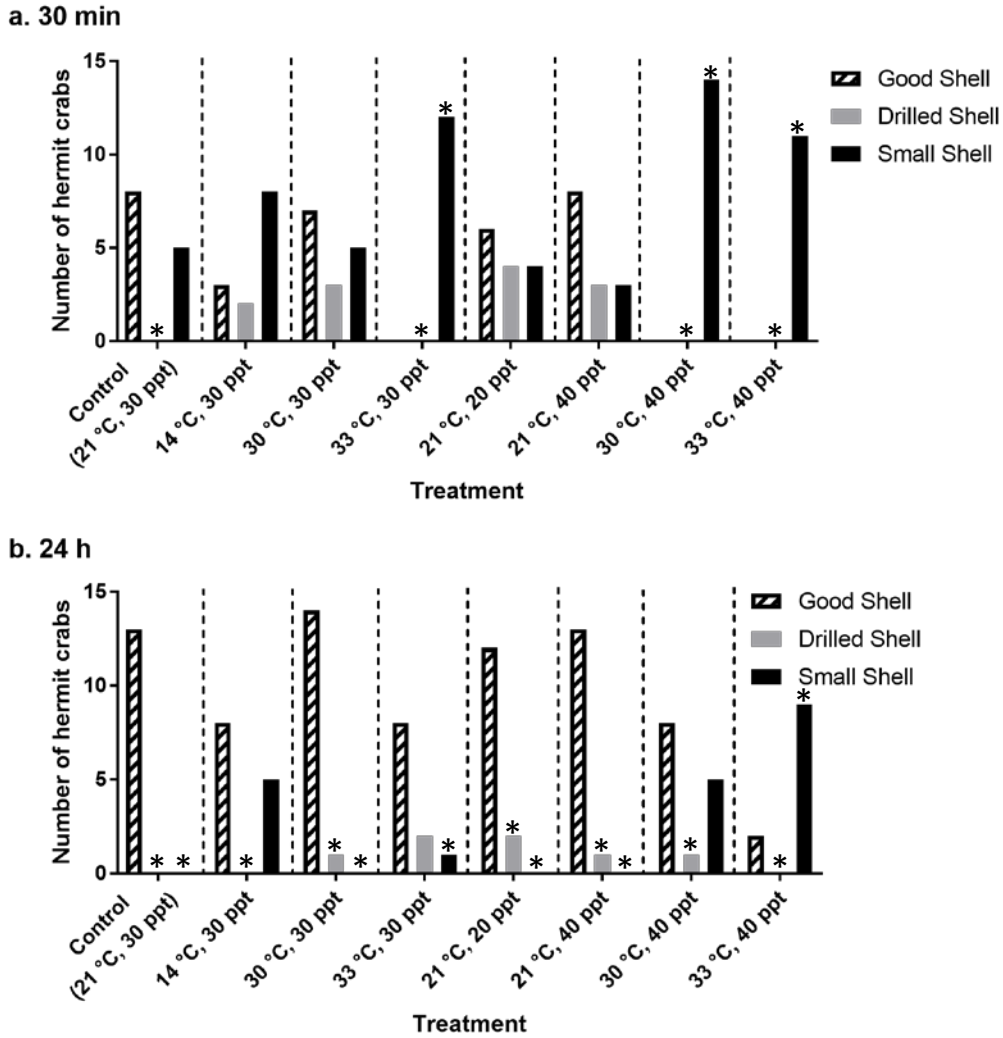 a. 30 min
15
10
5
0
Number of hermit crabs
Good Shell
Drilled Shell
Small Shell
*
*
*
*
*
*
*
Control
(21 °C, 30 ppt)
14 °C, 30 ppt
30 °C, 30 ppt
33 °C, 30 ppt
21 °C, 20 ppt
21 °C, 40 ppt
30 °C, 40 ppt
33 °C, 40 ppt
Treatment
b. 24 h
15
10
5
0
Number of hermit crabs
Good Shell
Drilled Shell
Small Shell
*
*
*
*
*
*
*
*
*
*
*
*
*
Control
(21 °C, 30 ppt)
14 °C, 30 ppt
30 °C, 30 ppt
33 °C, 30 ppt
21 °C, 20 ppt
21 °C, 40 ppt
30 °C, 40 ppt
33 °C, 40 ppt
Treatment